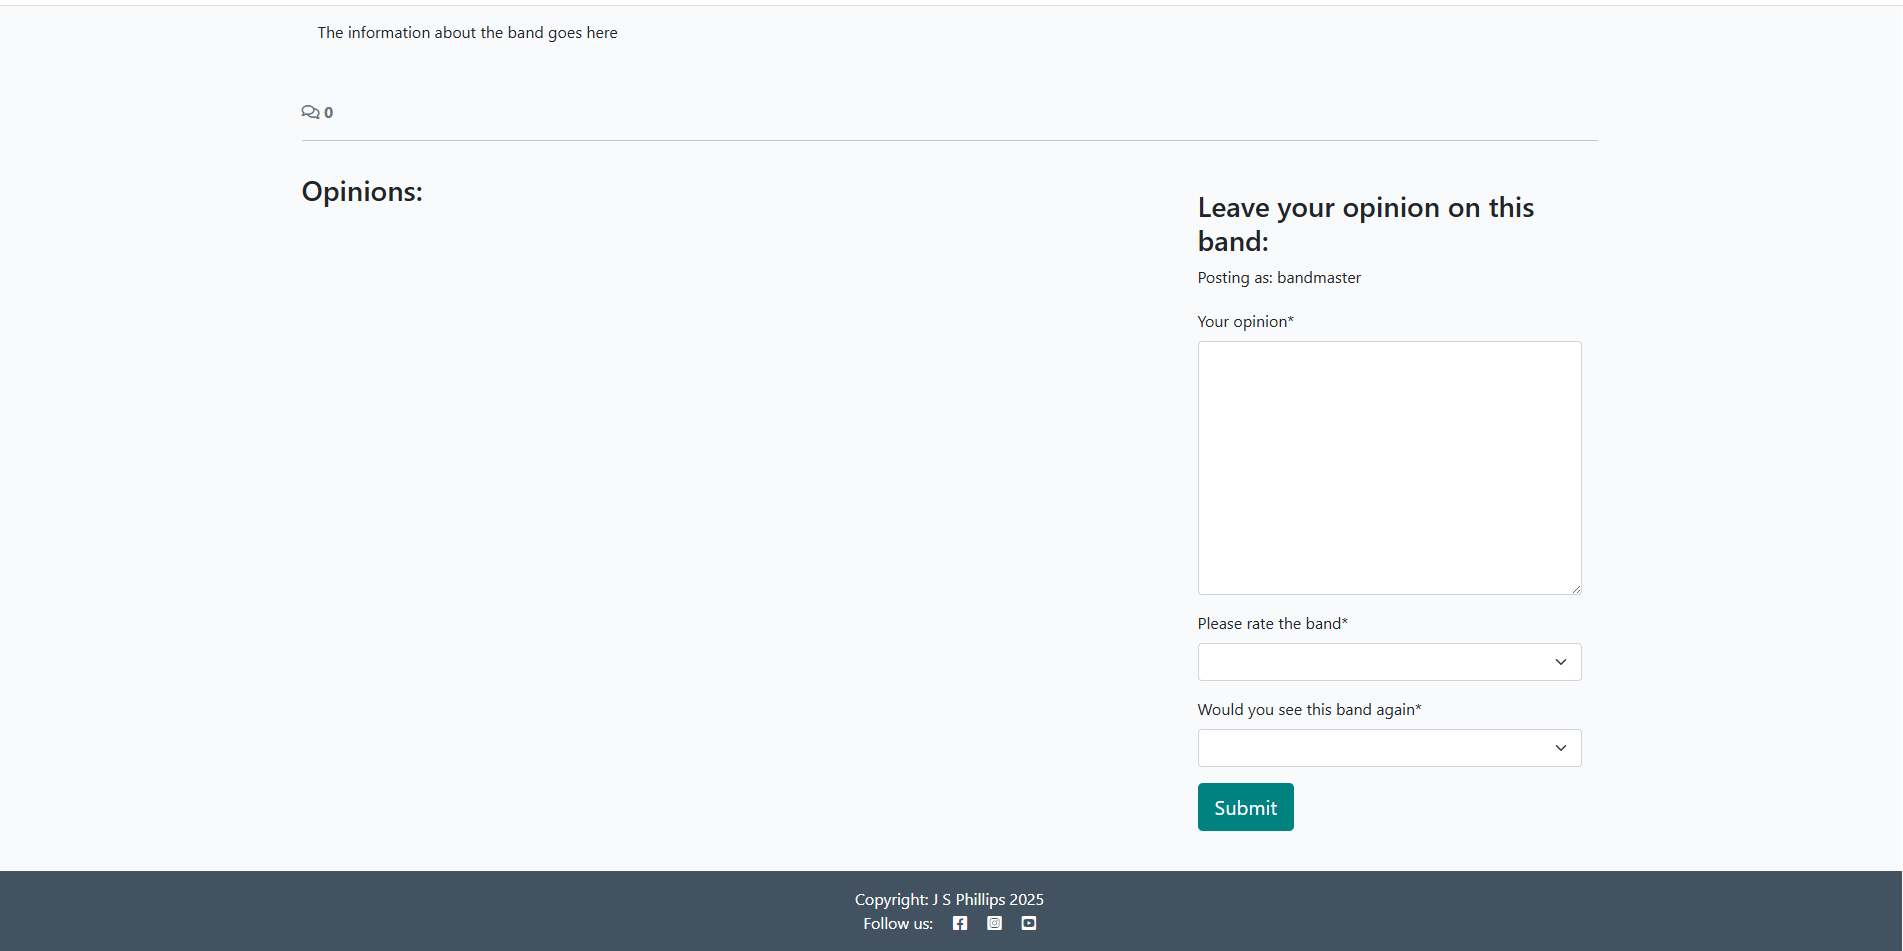 The information about the band goes here
0
Opinions:
Leave your opinion on this
band:
Posting as: bandmaster
Your opinion*
Please rate the band*
Would you see this band again*
Submit
Copyright: J S Phillips 2025
Follow us: